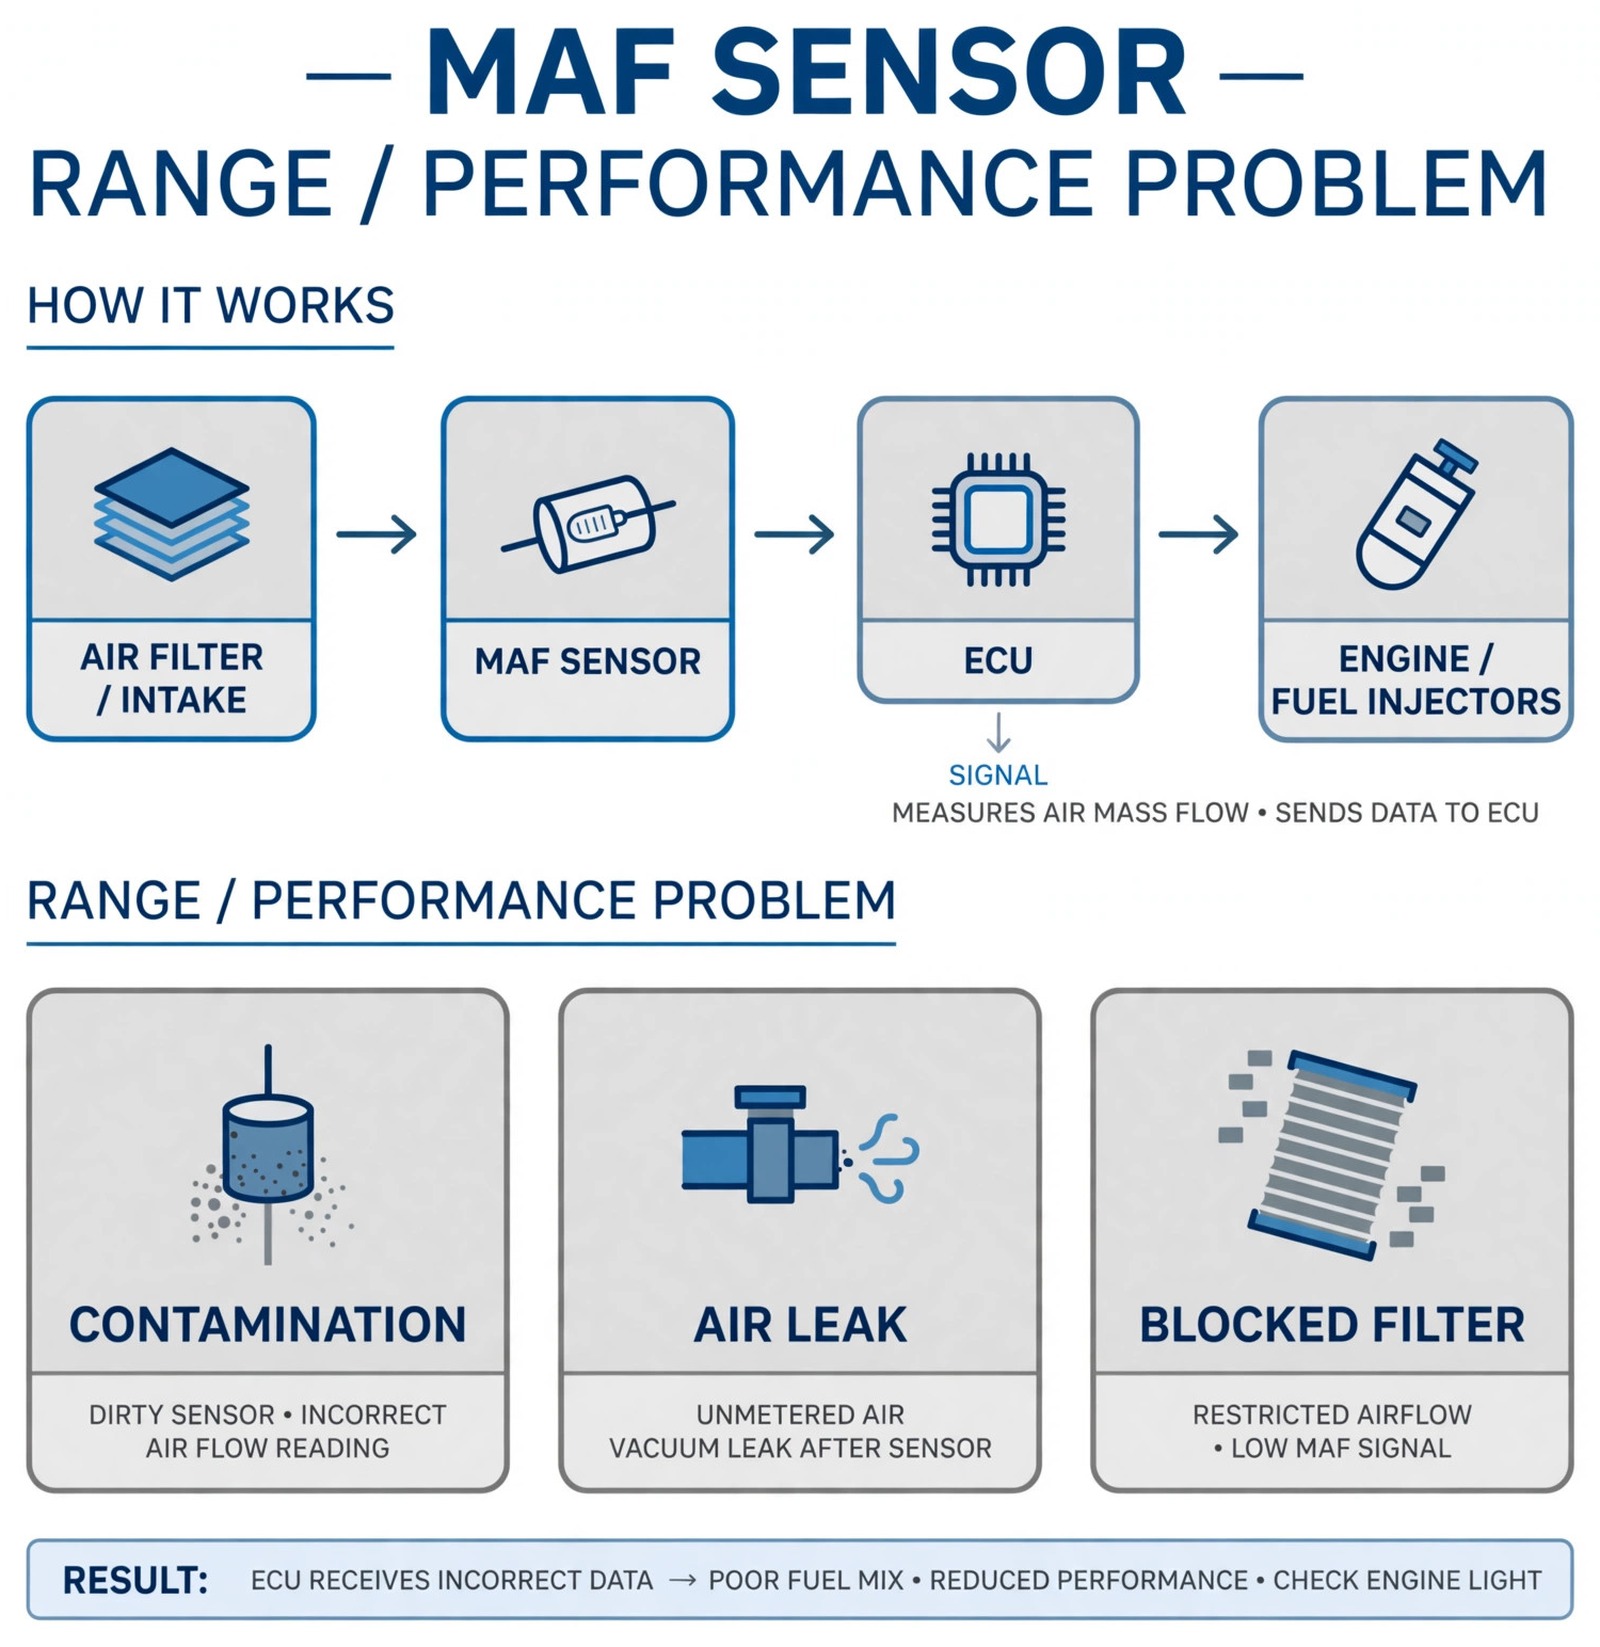 — MAF SENSOR —
RANGE / PERFORMANCE PROBLEM
HOW IT WORKS
AIR FILTER
/ INTAKE
MAF SENSOR
ECU
ENGINE /
FUEL INJECTORS
SIGNAL
MEASURES AIR MASS FLOW • SENDS DATA TO ECU
RANGE / PERFORMANCE PROBLEM
CONTAMINATION
DIRTY SENSOR • INCORRECT
AIR FLOW READING
AIR LEAK
UNMETERED AIR
VACUUM LEAK AFTER SENSOR
BLOCKED FILTER
RESTRICTED AIRFLOW
• LOW MAF SIGNAL
RESULT: ECU RECEIVES INCORRECT DATA → POOR FUEL MIX • REDUCED PERFORMANCE • CHECK ENGINE LIGHT